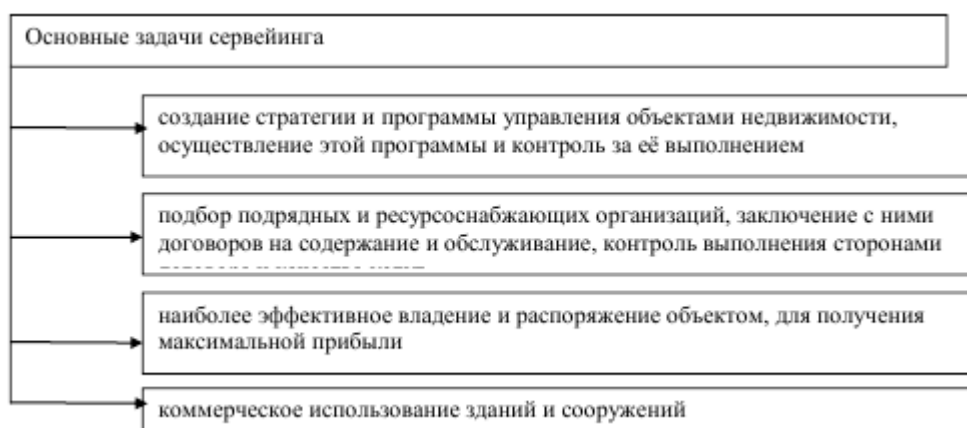 Основные задачи сервейинга
создание стратегии и программы управления объектами недвижимости,
осуществление этой программы и контроль за её выполнением
подбор подрядных и ресурсоснабжающих организаций, заключение с ними
договоров на содержание и обслуживание, контроль выполнения сторонами
наиболее эффективное владение и распоряжение объектом, для получения
максимальной прибыли
коммерческое использование зданий и сооружений